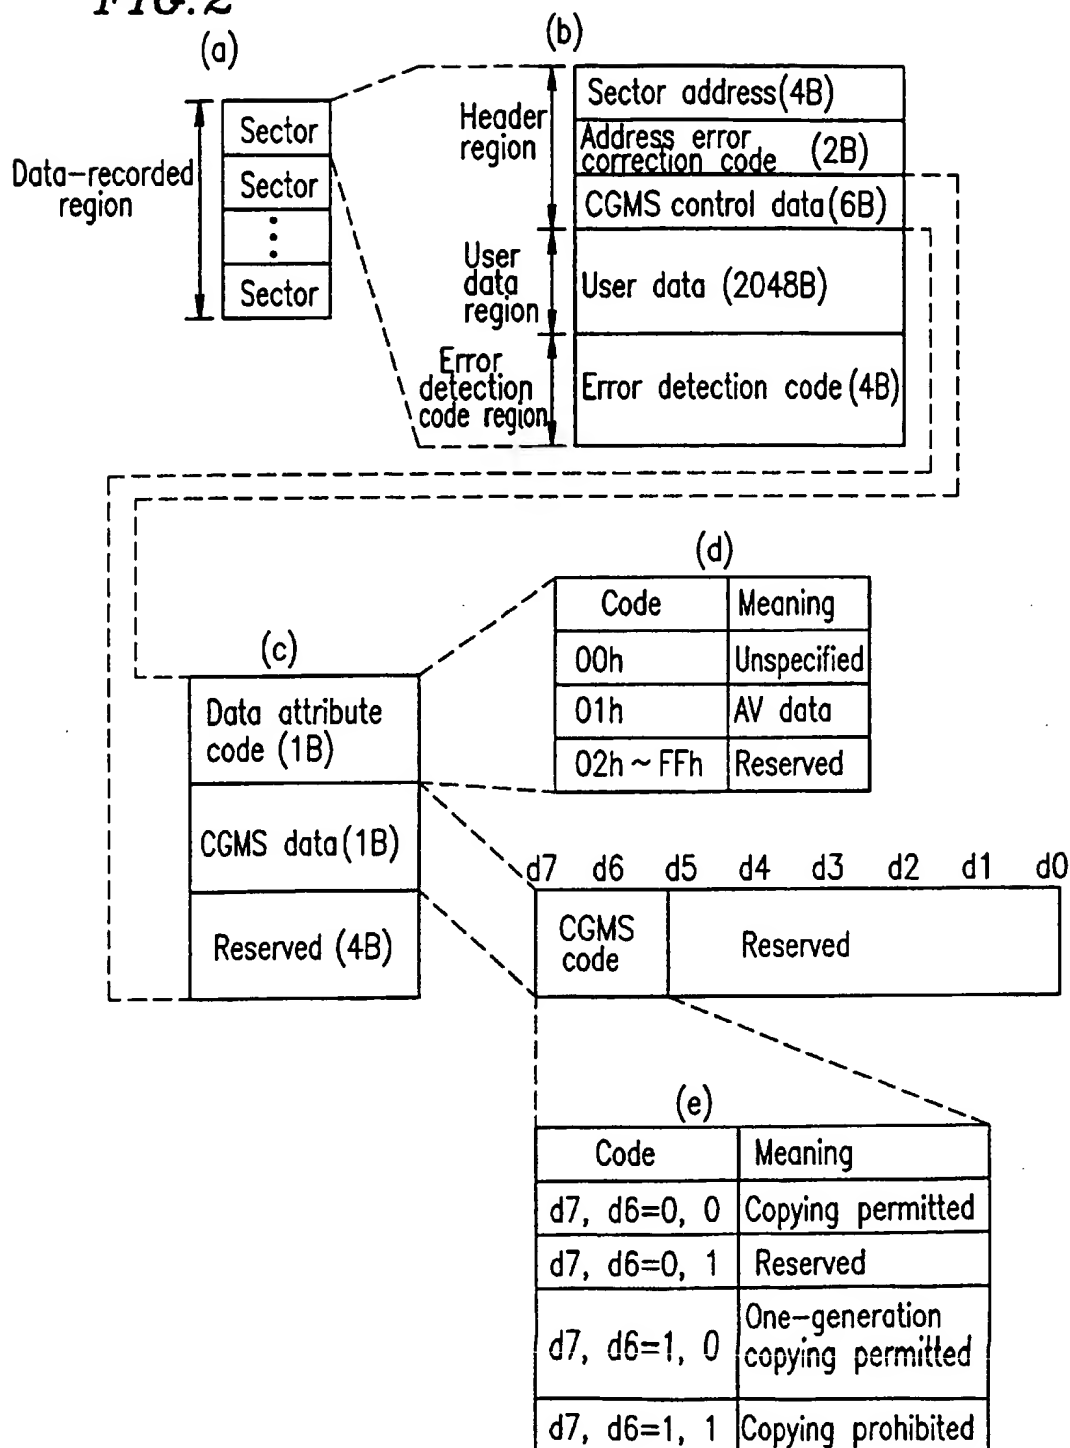 FIG.2
(a)
Data-recorded
region
Sector
Sector
Sector
(b)
Header
region
User
data
region
Error
detection
code region
Sector address(4B)
Address error
correction code (2B)
CGMS control data(6B)
User data (2048B)
Error detection code(4B)
(c)
Data attribute
code (1B)
CGMS data(1B)
Reserved (4B)
(d)
Code Meaning
00h Unspecified
01h AV data
02h ~ FFh Reserved
d7 d6 d5 d4 d3 d2 d1 d0
CGMS
code
Reserved
(e)
Code Meaning
d7, d6=0, 0 Copying permitted
d7, d6=0, 1 Reserved
d7, d6=1, 0 One-generation
copying permitted
d7, d6=1, 1 Copying prohibited